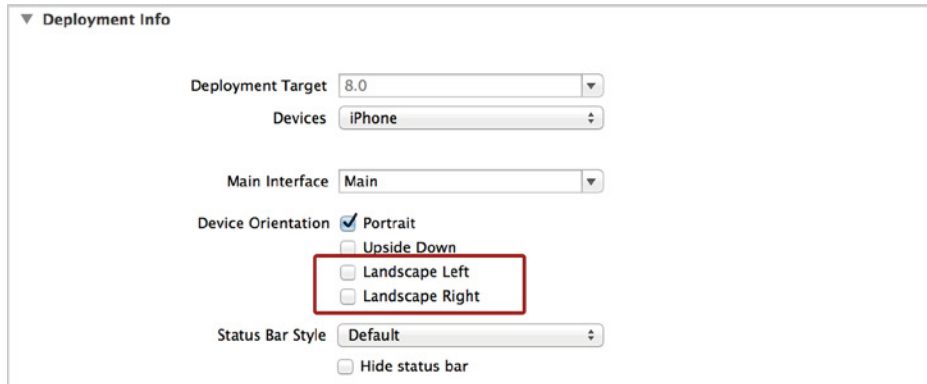 Deployment Info
Deployment Target 8.0
Devices iPhone
Main Interface Main
Device Orientation Portrait
Upside Down
Landscape Left
Landscape Right
Status Bar Style Default
Hide status bar